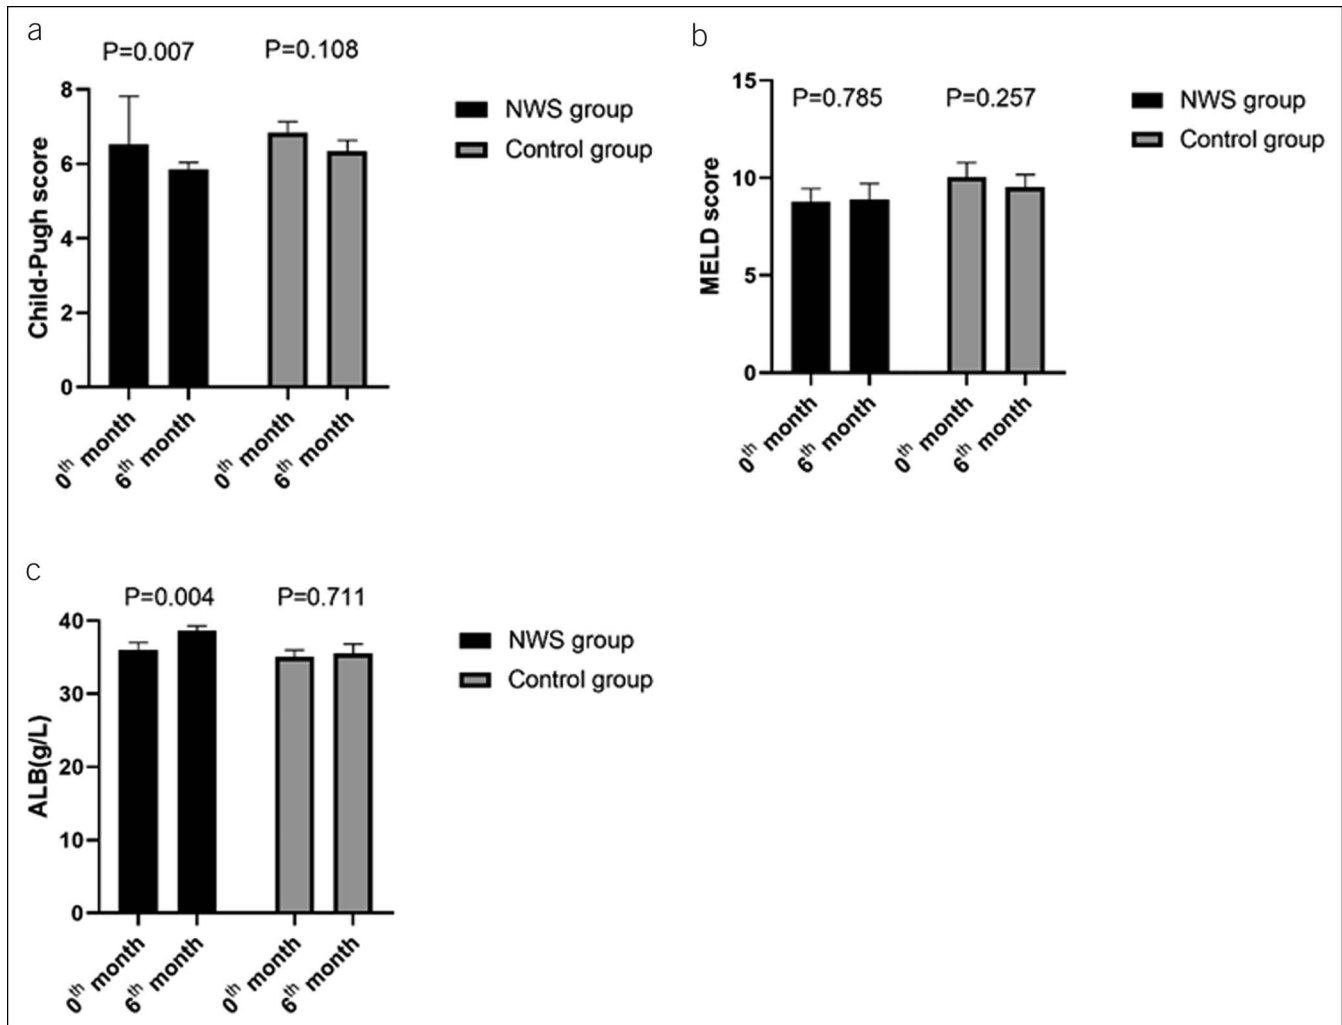 a
P=0.007 P=0.108
8
6
4
2
0
Child-Pugh score
0th month
6th month
0th month
6th month
NWS group
Control group
b
P=0.785 P=0.257
15
10
5
0
MELD score
0th month
6th month
0th month
6th month
NWS group
Control group
c
P=0.004 P=0.711
40
30
20
10
0
ALB(g/L)
0th month
6th month
0th month
6th month
NWS group
Control group